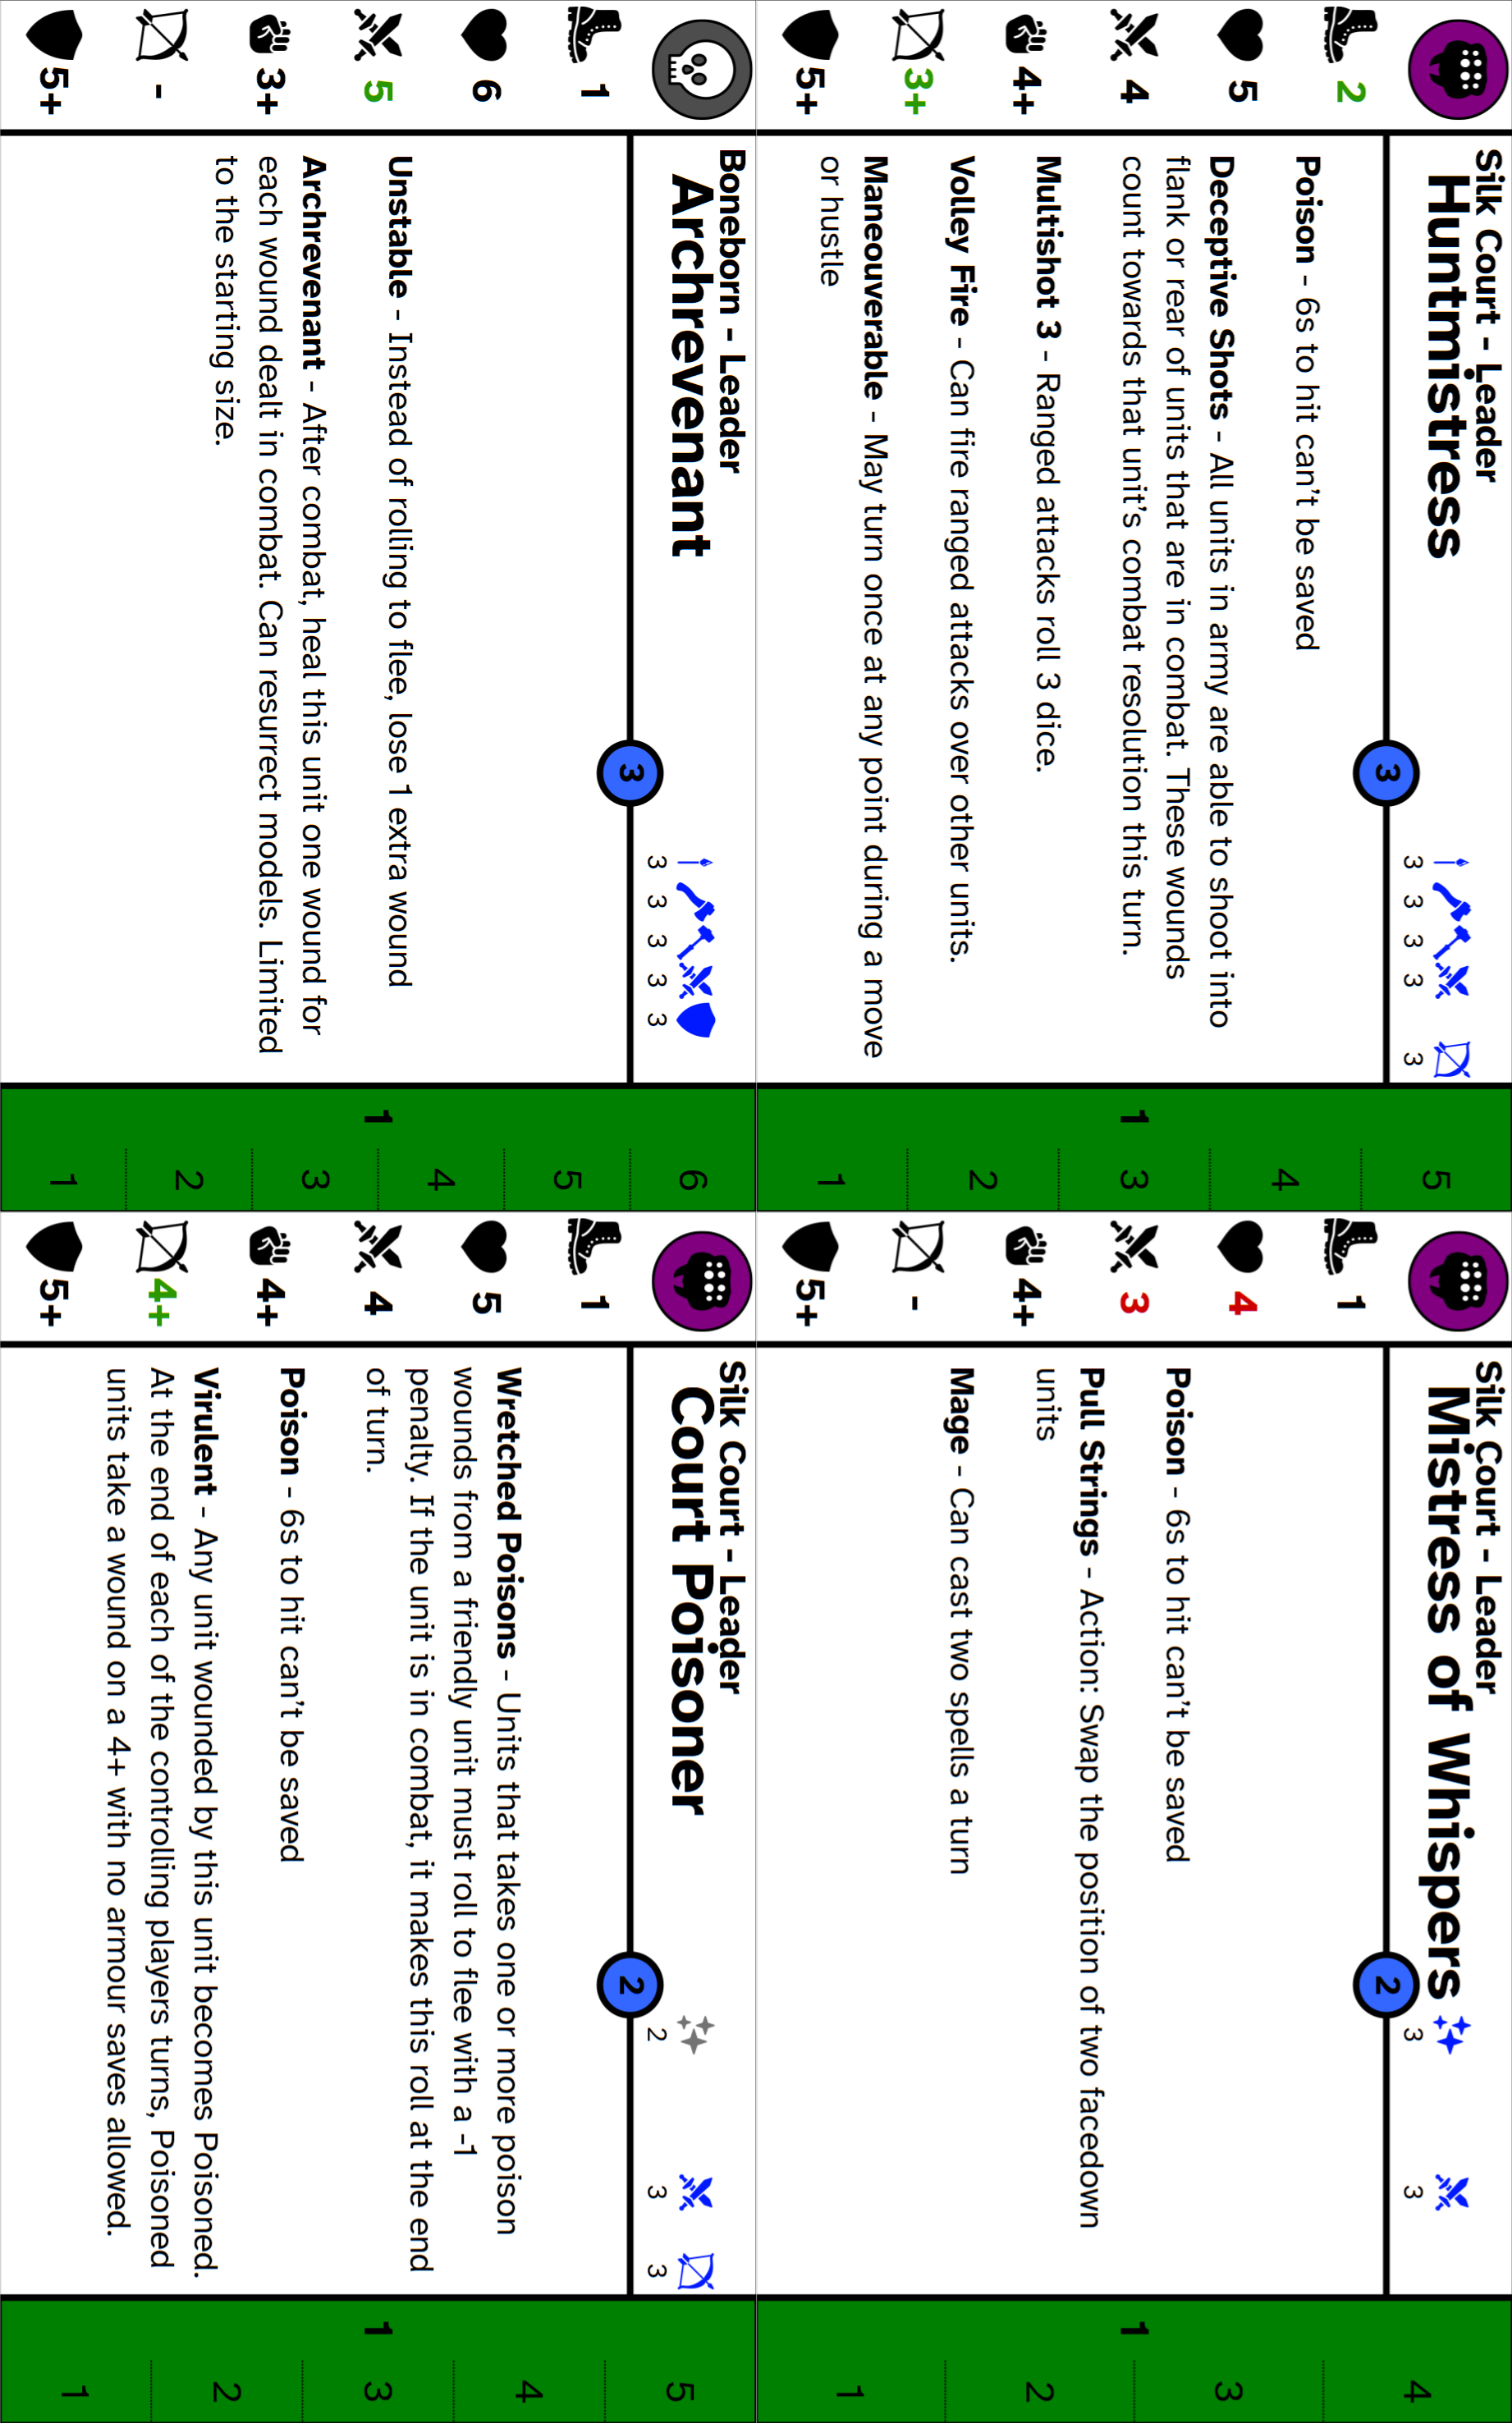 Silk Court - Leader
Huntmistress
3
3 3 3 3 3
2
5
4
4+
3+
5+
Poison - 6s to hit can't be saved
Deceptive Shots - All units in army are able to shoot into
flank or rear of units that are in combat. These wounds
count towards that unit's combat resolution this turn.
Multishot 3 - Ranged attacks roll 3 dice.
Volley Fire - Can fire ranged attacks over other units.
Maneouverable - May turn once at any point during a move
or hustle
1
5
4
3
2
1
Silk Court - Leader
Mistress of Whispers
2
3 3
1
4
3
4+
-
5+
Poison - 6s to hit can't be saved
Pull Strings - Action: Swap the position of two facedown
units
Mage - Can cast two spells a turn
1
4
3
2
1
Boneborn - Leader
Archrevenant
3
3 3 3 3 3
1
6
5
3+
-
5+
Unstable - Instead of rolling to flee, lose 1 extra wound
Archrevenant - After combat, heal this unit one wound for
each wound dealt in combat. Can resurrect models. Limited
to the starting size.
1
6
5
4
3
2
1
Silk Court - Leader
Court Poisoner
2
2 3 3
1
5
4
4+
4+
5+
Wretched Poisons - Units that takes one or more poison
wounds from a friendly unit must roll to flee with a -1
penalty. If the unit is in combat, it makes this roll at the end
of turn.
Poison - 6s to hit can't be saved
Virulent - Any unit wounded by this unit becomes Poisoned.
At the end of each of the controlling players turns, Poisoned
units take a wound on a 4+ with no armour saves allowed.
1
5
4
3
2
1